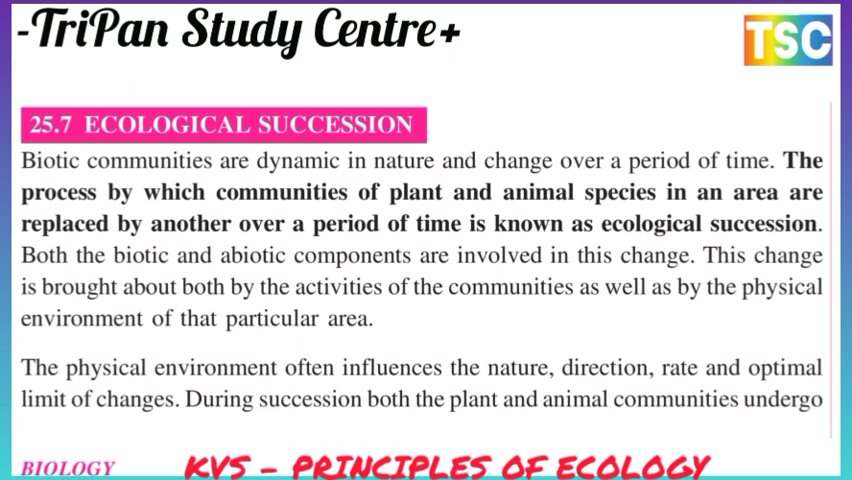 -TriPan Study Centre+
TSC
25.7 ECOLOGICAL SUCCESSION
Biotic communities are dynamic in nature and change over a period of time. The
process by which communities of plant and animal species in an area are
replaced by another over a period of time is known as ecological succession.
Both the biotic and abiotic components are involved in this change. This change
is brought about both by the activities of the communities as well as by the physical
environment of that particular area.
The physical environment often influences the nature, direction, rate and optimal
limit of changes. During succession both the plant and animal communities undergo
BIOLOGY
KVS - PRINCIPLES OF ECOLOGY